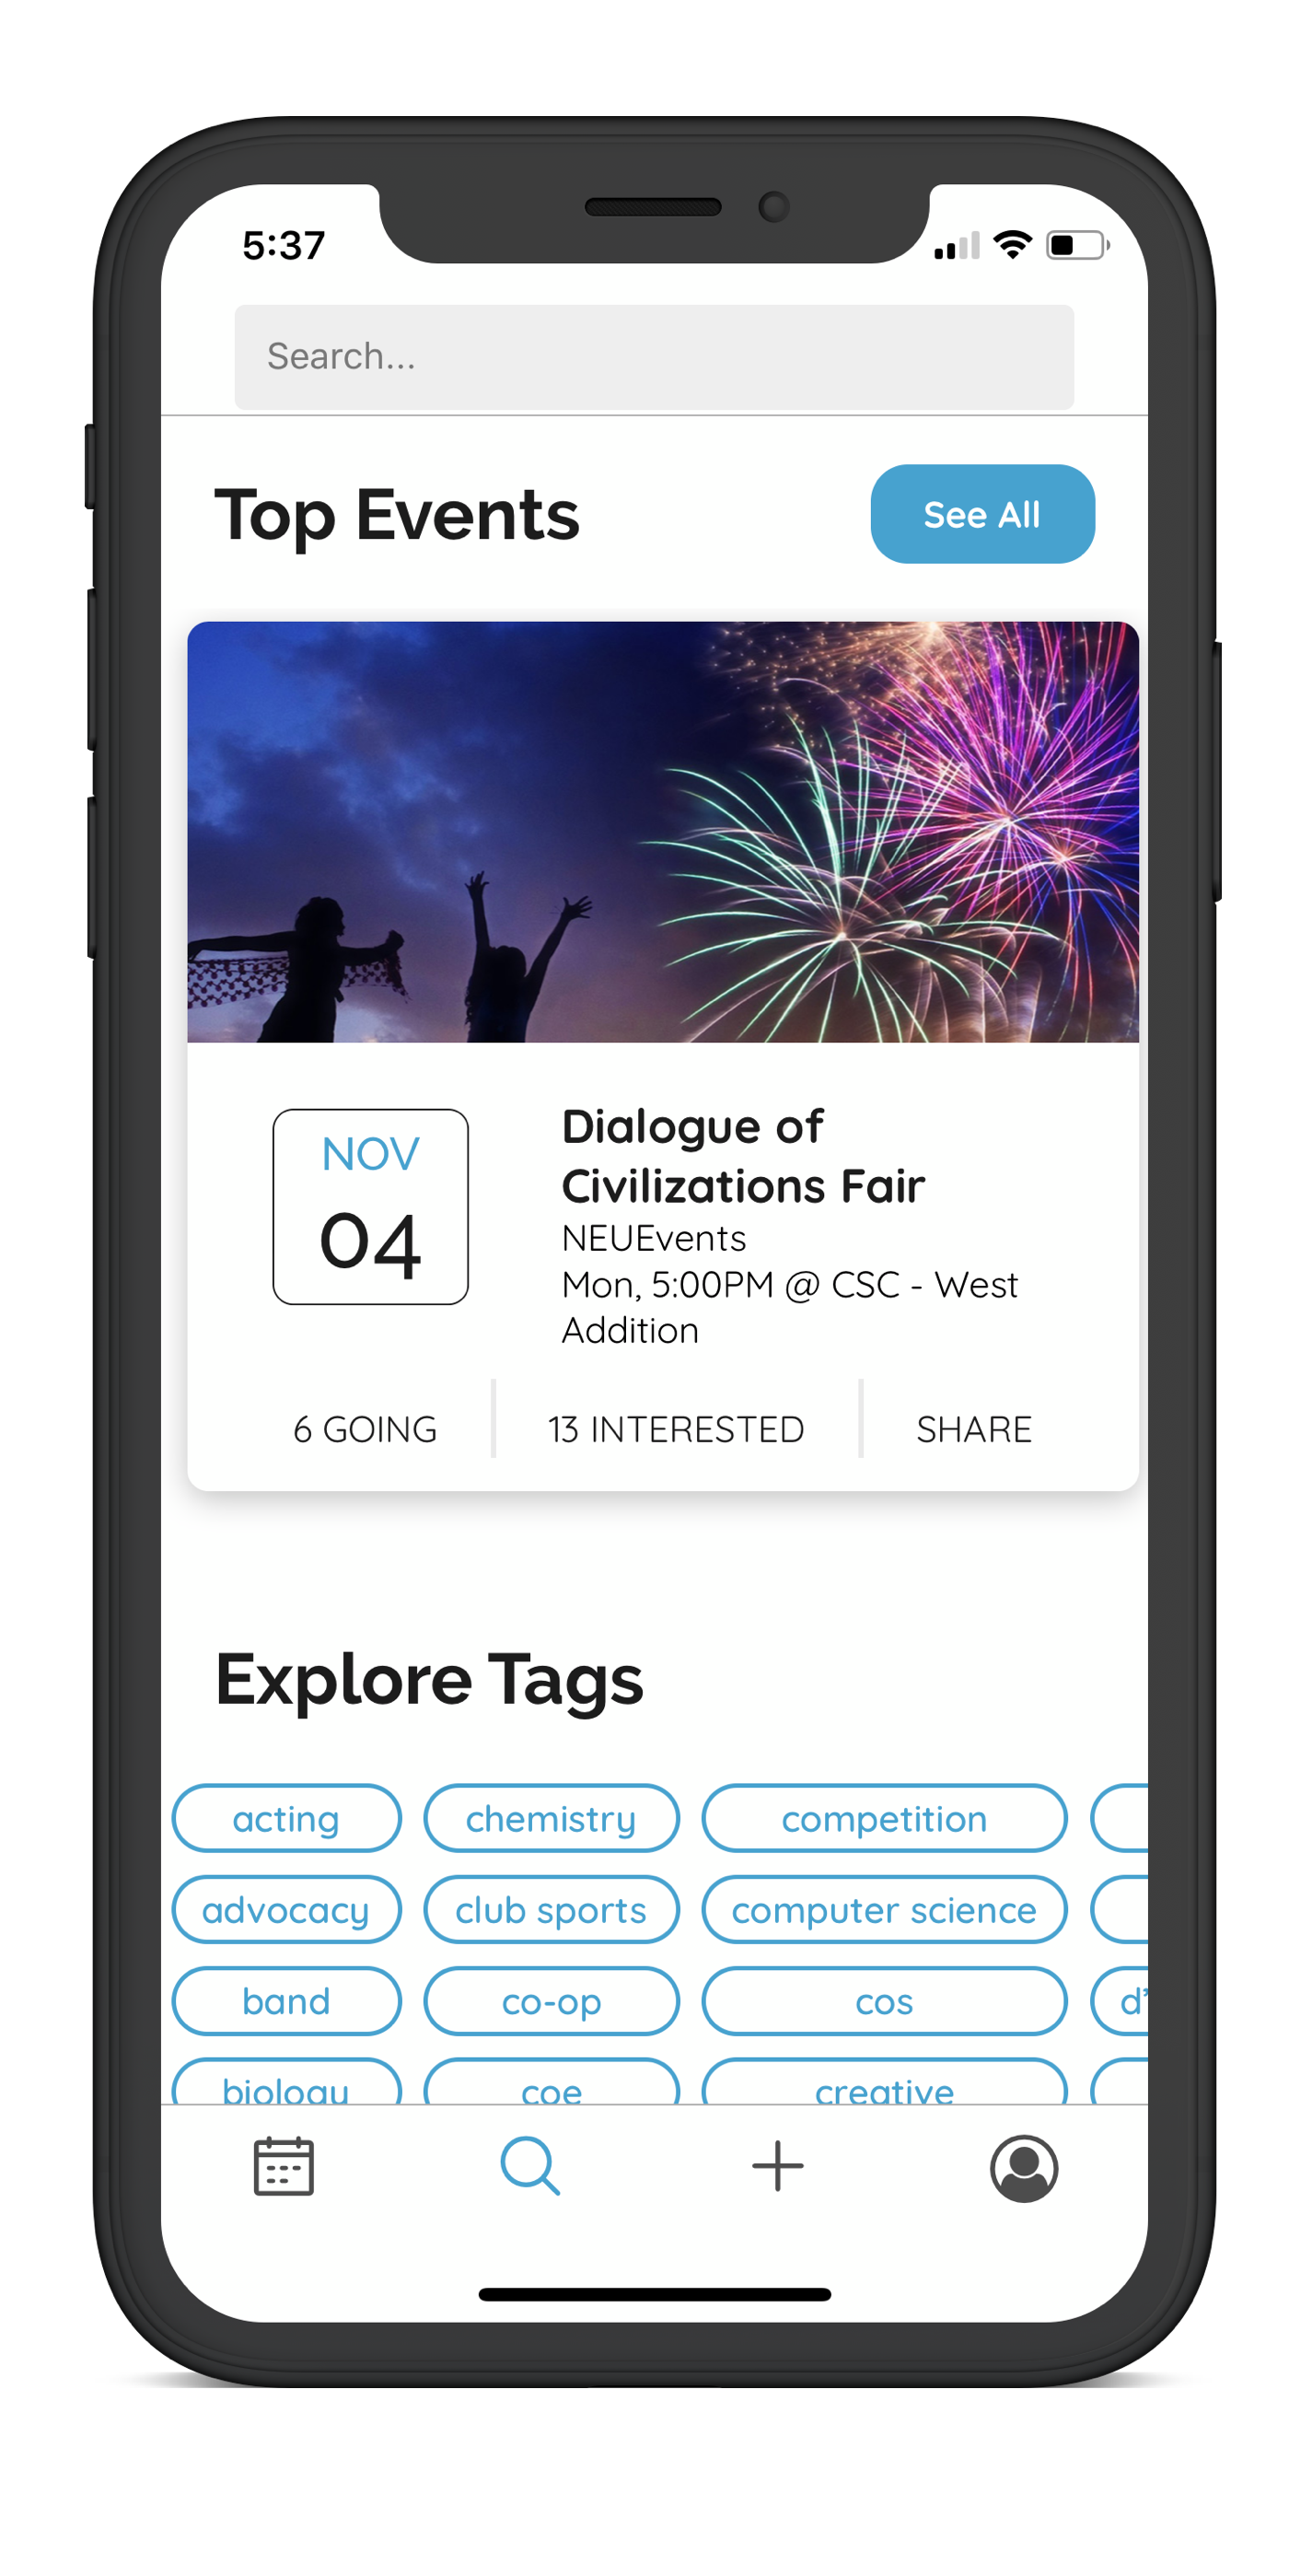 5:37
Search...
Top Events
See All
NOV
04
Dialogue of
Civilizations Fair
NEUEvents
Mon, 5:00PM @ CSC - West
Addition
6 GOING
13 INTERESTED
SHARE
Explore Tags
acting chemistry competition
advocacy club sports computer science
band co-op cos d'
biology coe creative